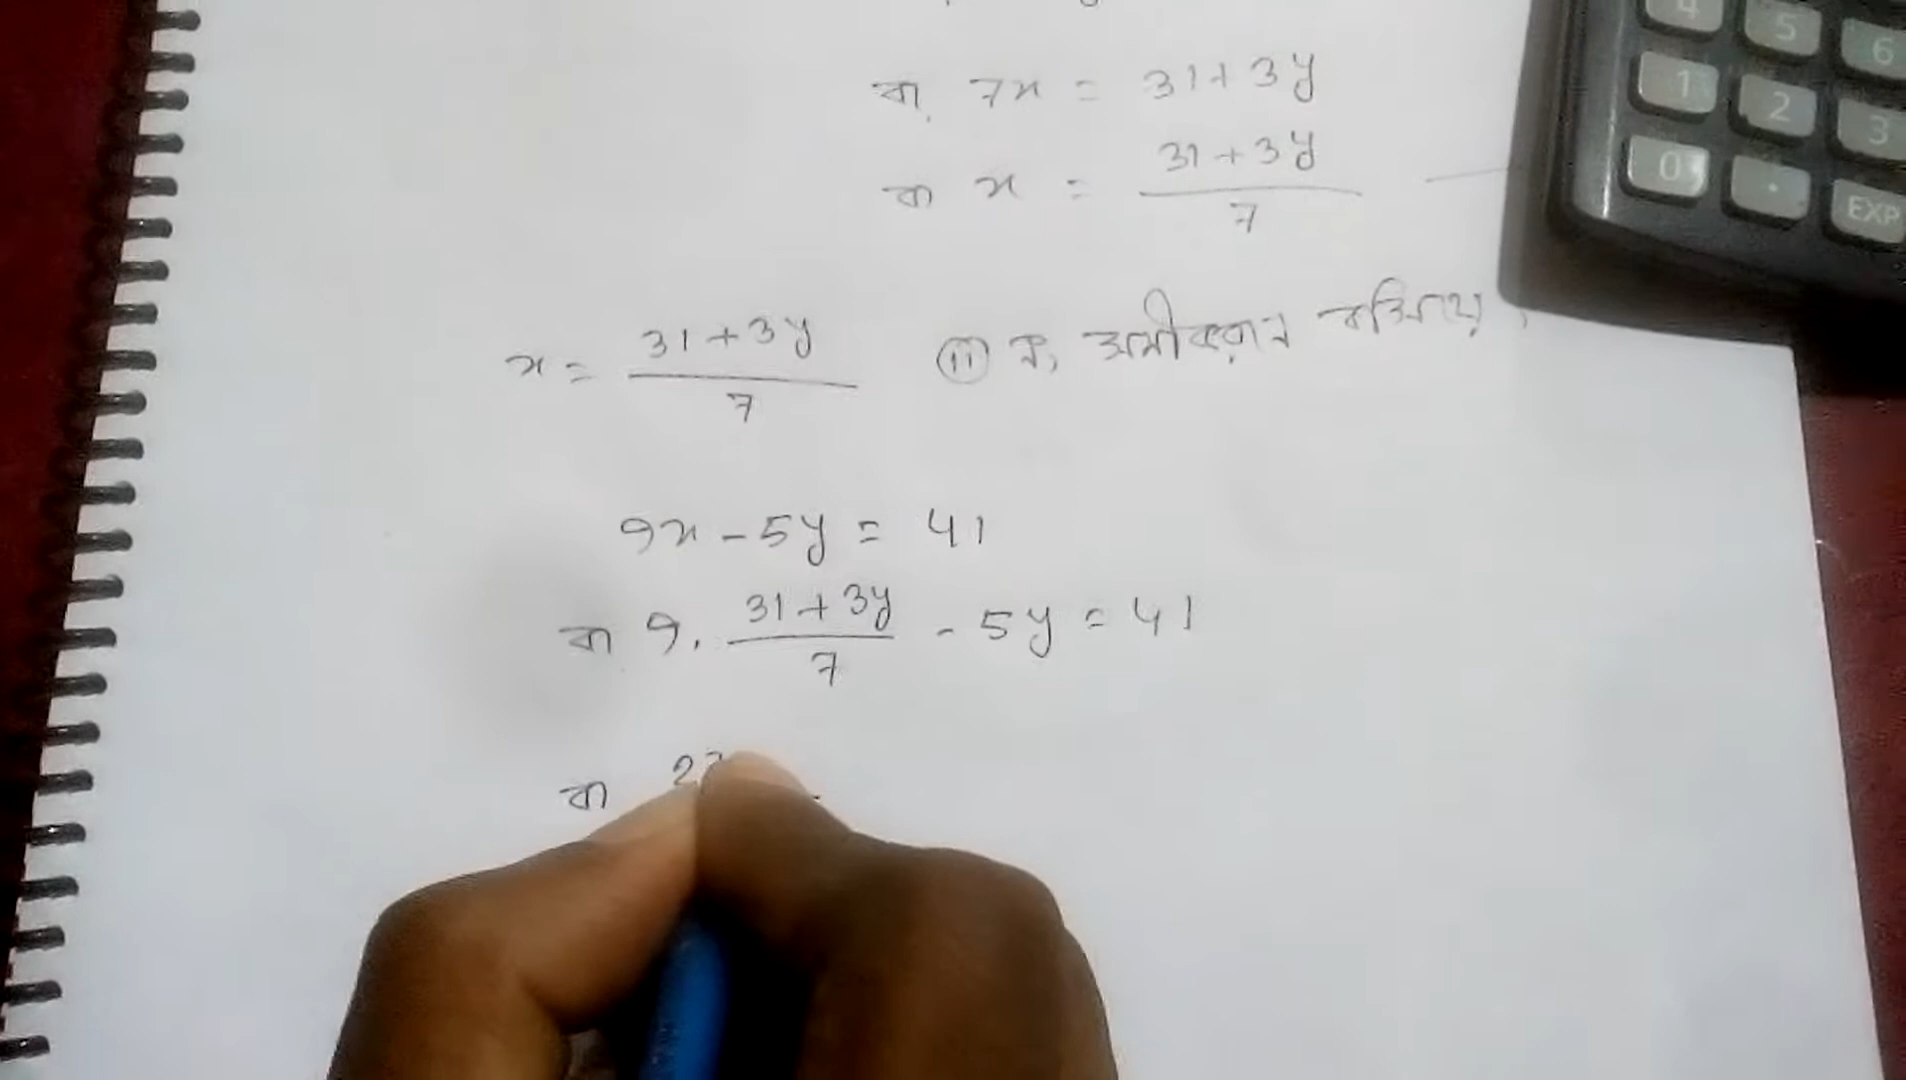 4 5 6
1 2 3
0 . EXP
বা, 7x = 31+3y
বা x = 31+3y / 7
x = 31+3y / 7 (ii) নং সমীকরণে বসিয়ে,
9x - 5y = 41
বা 9. 31+3y / 7 - 5y = 41
বা 27